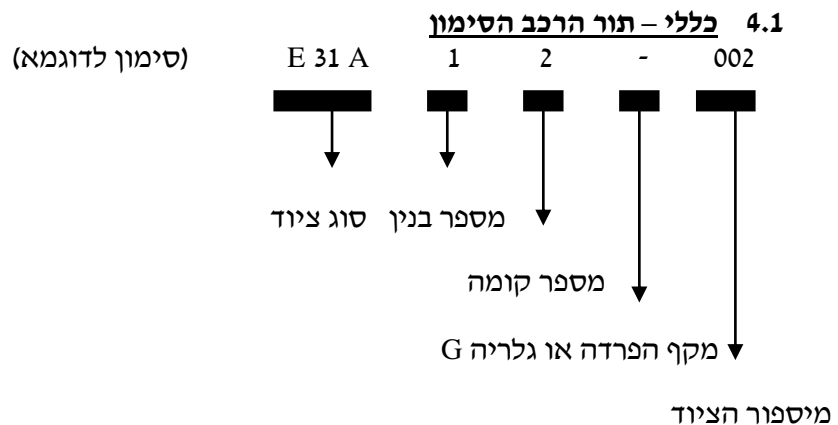 4.1 כללי – תור הרכב הסימון
E 31 A 1 2 - 002 (סימון לדוגמא)
סוג ציוד מספר בנין
מספר קומה
מקף הפרדה או גלריה G
מיספור הציוד